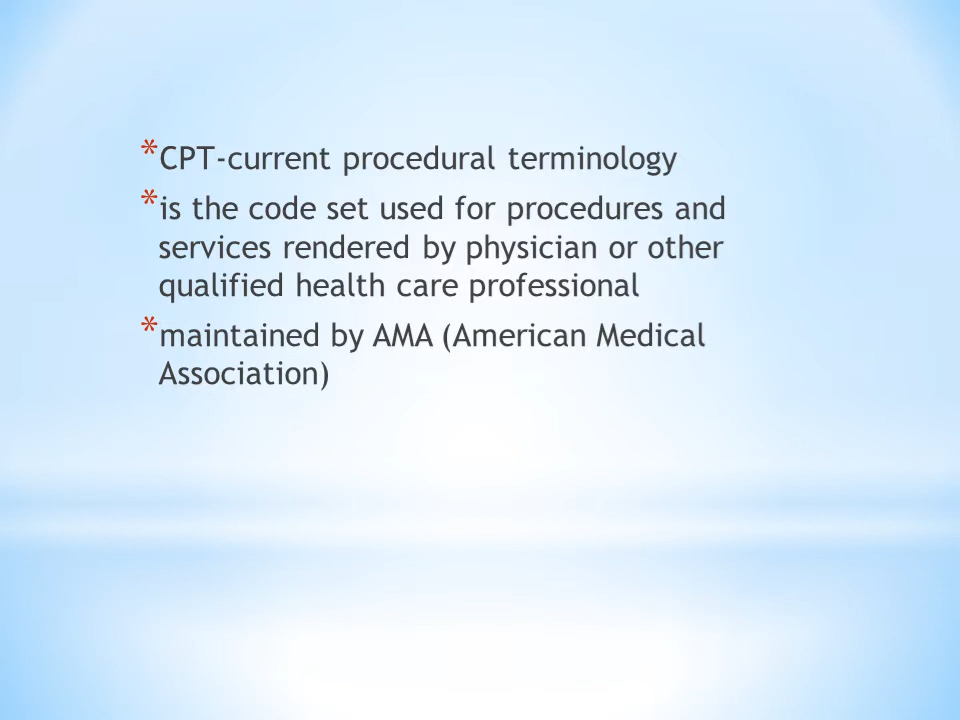 *CPT-current procedural terminology
*is the code set used for procedures and
services rendered by physician or other
qualified health care professional
*maintained by AMA (American Medical
Association)